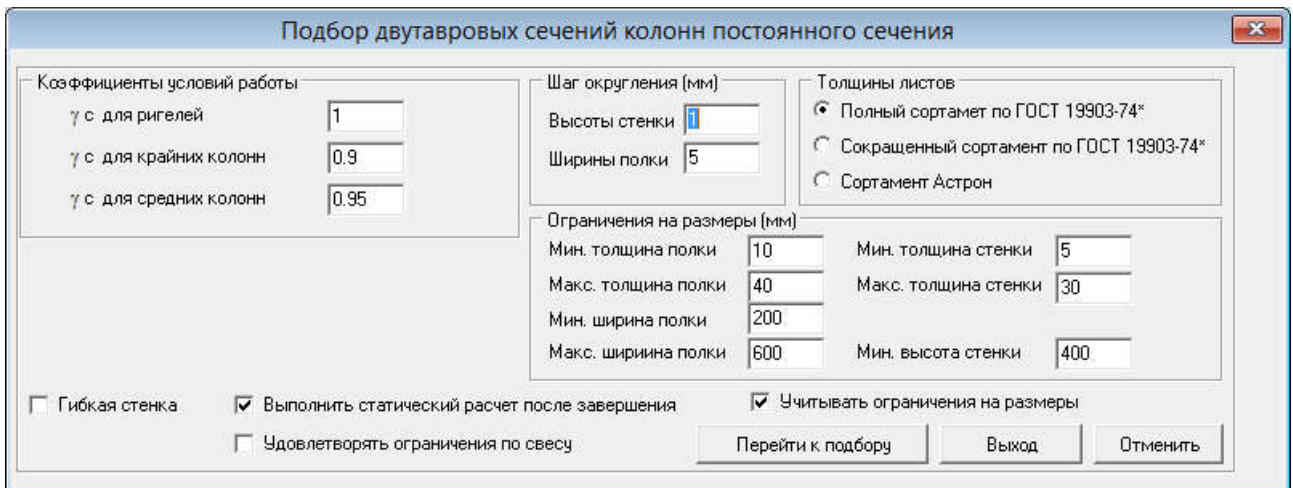 Подбор двутавровых сечений колонн постоянного сечения
Коэффициенты условий работы
γ с для ригелей 1
γ с для крайних колонн 0.9
γ с для средних колонн 0.95
Шаг округления (мм)
Высоты стенки 1
Ширины полки 5
Толщины листов
Полный сортамет по ГОСТ 19903-74*
Сокращенный сортамент по ГОСТ 19903-74*
Сортамент Астрон
Ограничения на размеры (мм)
Мин. толщина полки 10 Мин. толщина стенки 5
Макс. толщина полки 40 Макс. толщина стенки 30
Мин. ширина полки 200
Макс. шириина полки 600 Мин. высота стенки 400
Гибкая стенка Выполнить статический расчет после завершения Учитывать ограничения на размеры
Удовлетворять ограничения по свесу Перейти к подбору Выход Отменить